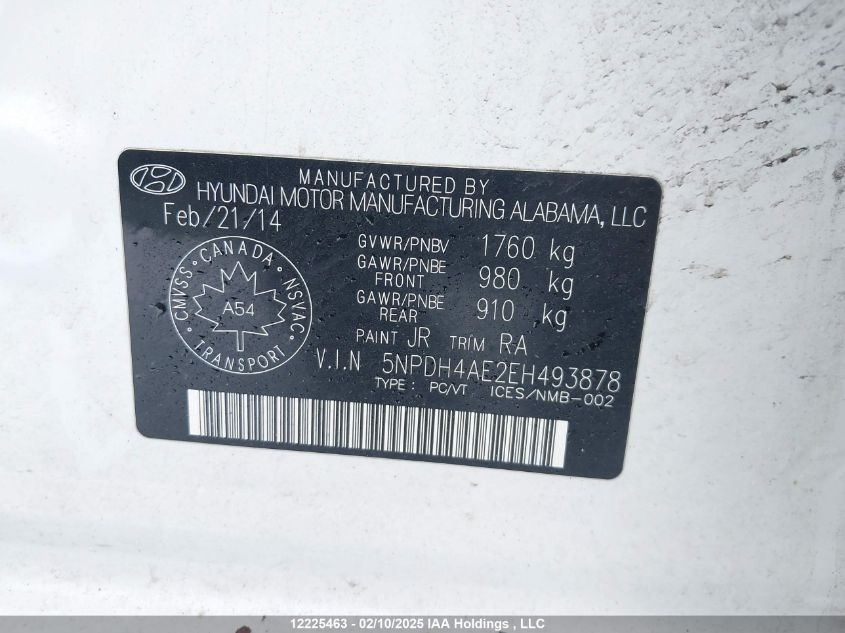 MANUFACTURED BY
HYUNDAI MOTOR MANUFACTURING ALABAMA, LLC
Feb/21/14
GVWR/PNBV 1760 kg
GAWR/PNBE FRONT 980 kg
GAWR/PNBE REAR 910 kg
PAINT JR TRIM RA
V.I.N 5NPDH4AE2EH493878
TYPE : PC/VT ICES/NMB-002
CANADA
CMVSS NSVAC
A54
TRANSPORT
12225463 - 02/10/2025 IAA Holdings , LLC